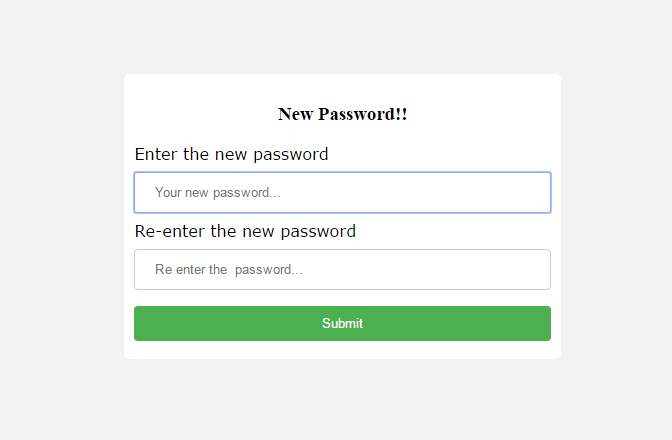 New Password!!
Enter the new password
Your new password...
Re-enter the new password
Re enter the  password...
Submit